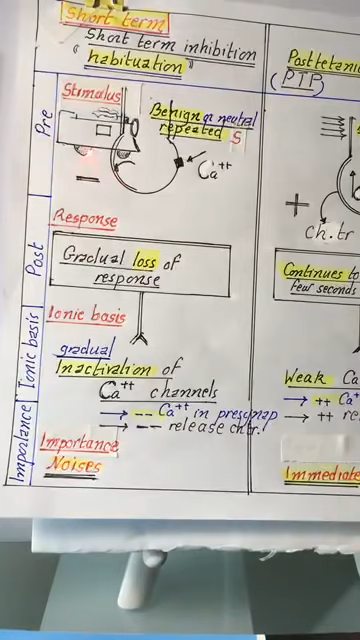 Short term
Short term inhibition
" habituation "
Post tetanic
(PTP)
Pre
Stimulus
Benign or neutral
repeated S
Ca++
ch.tr
Response
Post
Gradual loss of
response
Continues to
few seconds
Ionic basis
Ionic basis
gradual
Inactivation of
Ca++ channels
→ -- Ca++ in presynap
→ -- release ch.tr.
Weak Ca
→ ++ Ca+
→ ++ re
Importance
Importance
Noises
Immediate